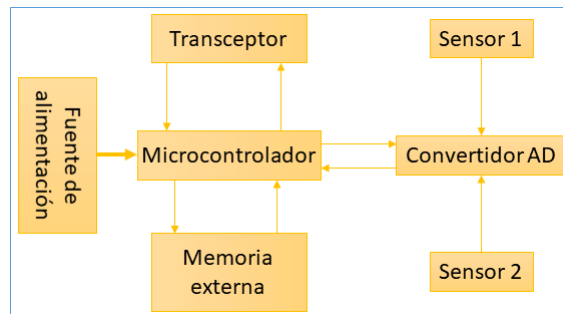 Transceptor
Sensor 1
Fuente de
alimentación
Microcontrolador
Convertidor AD
Memoria
externa
Sensor 2